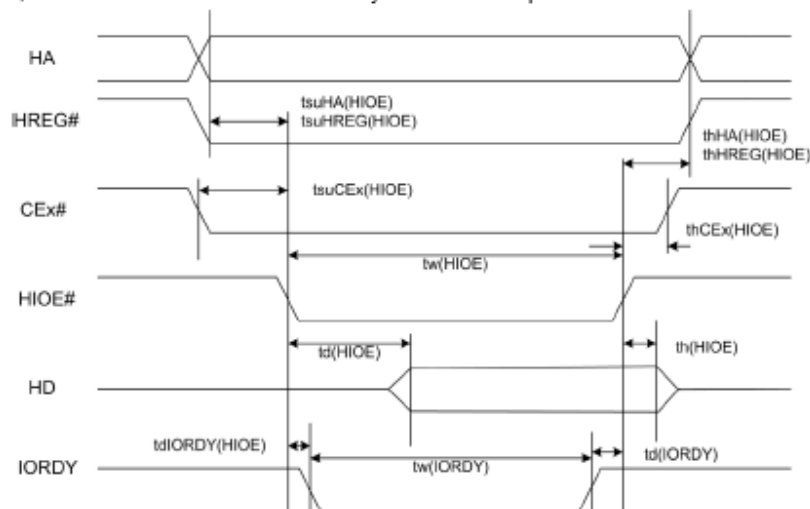 HA
tsuHA(HIOE)
IHREG#
tsuHREG(HIOE)
thHA(HIOE)
thHREG(HIOE)
tsuCEx(HIOE)
CEx#
thCEx(HIOE)
tw(HIOE)
HIOE#
td(HIOE)
th(HIOE)
HD
tdIORDY(HIOE)
tw(IORDY)
td(IORDY)
IORDY